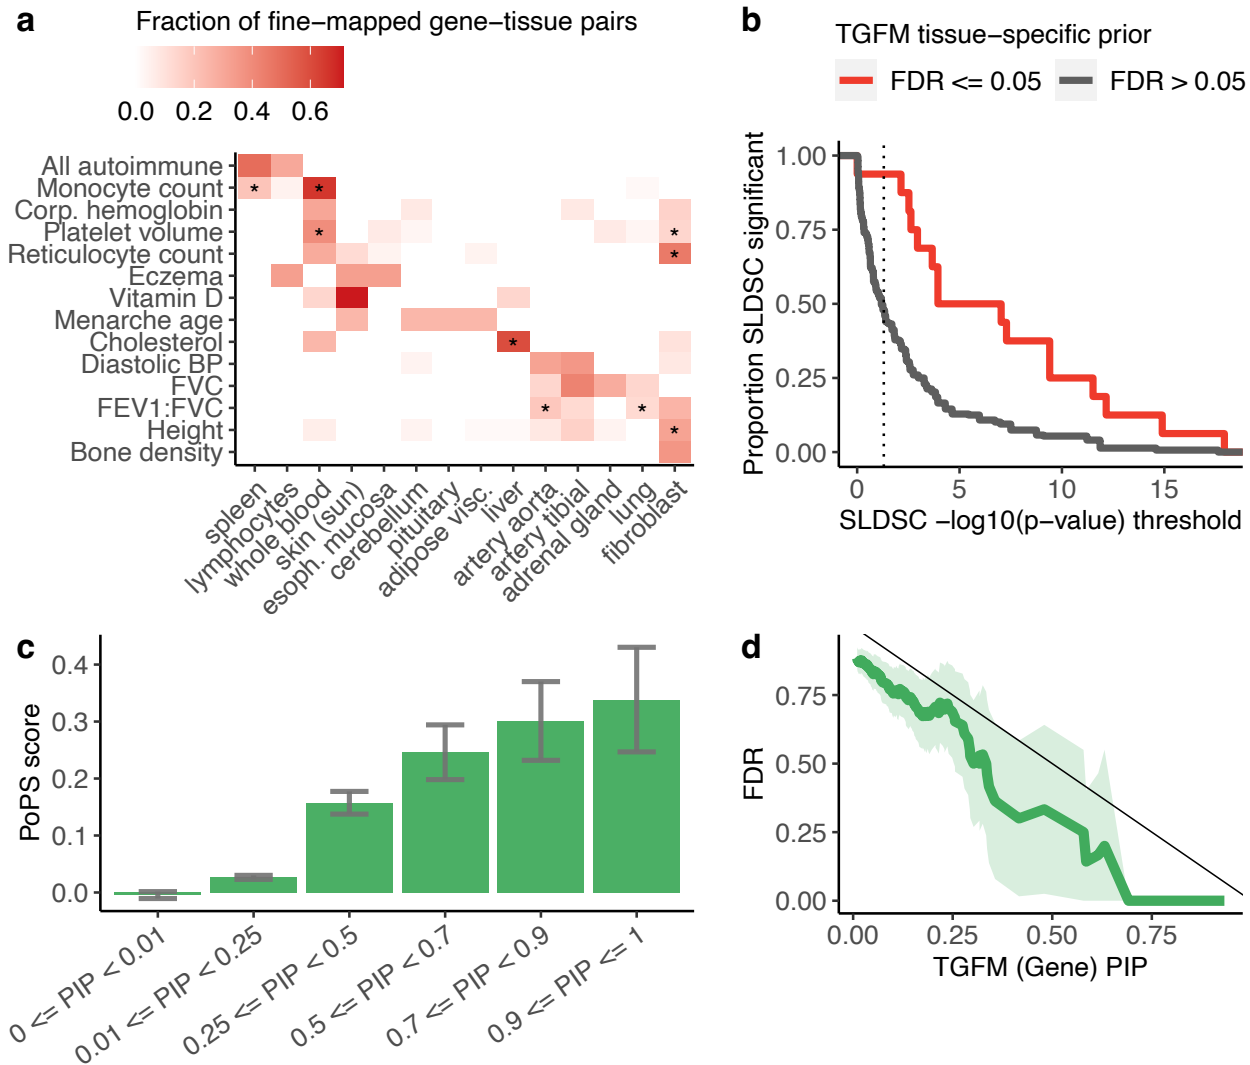 a
Fraction of fine−mapped gene−tissue pairs
0.0 0.2 0.4 0.6
All autoimmune
Monocyte count
Corp. hemoglobin
Platelet volume
Reticulocyte count
Eczema
Vitamin D
Menarche age
Cholesterol
Diastolic BP
FVC
FEV1:FVC
Height
Bone density
* *
* *
*
*
* *
*
spleen
lymphocytes
whole blood
skin (sun)
esoph. mucosa
cerebellum
pituitary
adipose visc.
liver
artery aorta
artery tibial
adrenal gland
lung
fibroblast
b
TGFM tissue−specific prior
FDR <= 0.05 FDR > 0.05
Proportion SLDSC significant
1.00
0.75
0.50
0.25
0.00
0 5 10 15
SLDSC −log10(p−value) threshold
c
PoPS score
0.4
0.3
0.2
0.1
0.0
0 <= PIP < 0.01
0.01 <= PIP < 0.25
0.25 <= PIP < 0.5
0.5 <= PIP < 0.7
0.7 <= PIP < 0.9
0.9 <= PIP <= 1
d
FDR
0.75
0.50
0.25
0.00
0.00 0.25 0.50 0.75
TGFM (Gene) PIP